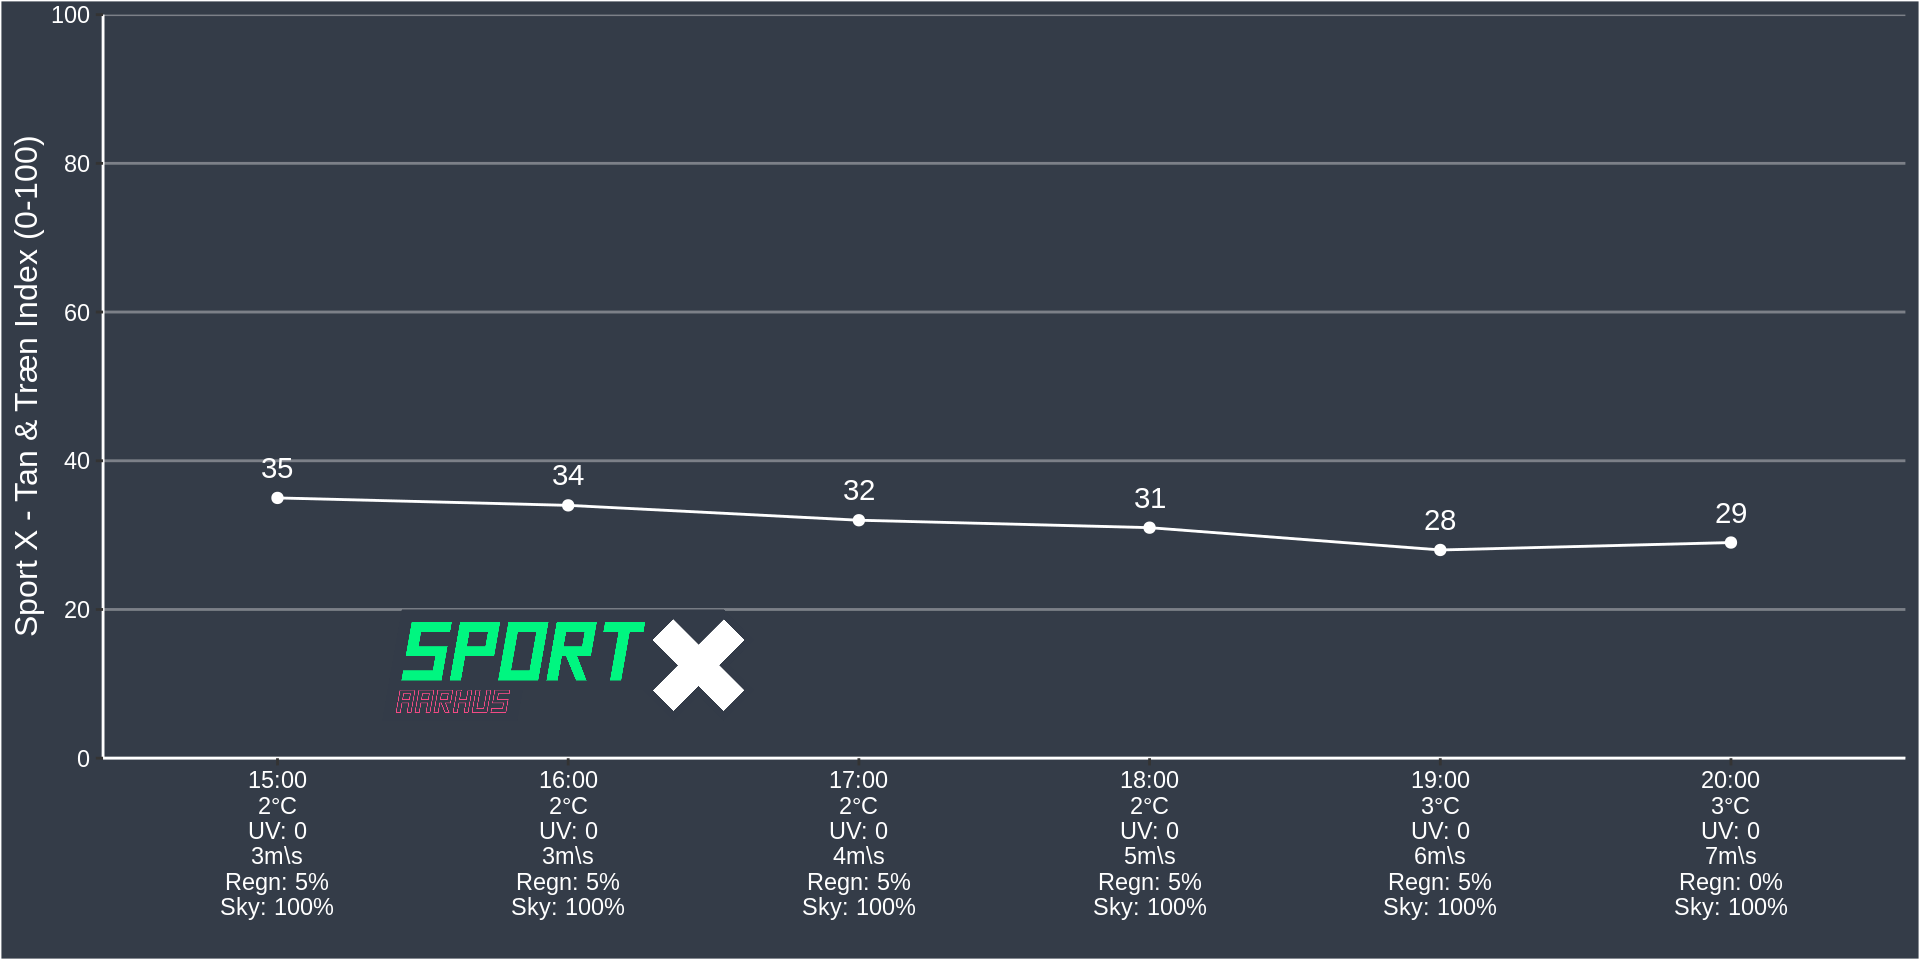 Sport X - Tan & Træn Index (0-100)
100
80
60
40
20
0
35
34
32
31
28
29
SPORT X
AARHUS
15:00
2°C
UV: 0
3m\s
Regn: 5%
Sky: 100%
16:00
2°C
UV: 0
3m\s
Regn: 5%
Sky: 100%
17:00
2°C
UV: 0
4m\s
Regn: 5%
Sky: 100%
18:00
2°C
UV: 0
5m\s
Regn: 5%
Sky: 100%
19:00
3°C
UV: 0
6m\s
Regn: 5%
Sky: 100%
20:00
3°C
UV: 0
7m\s
Regn: 0%
Sky: 100%